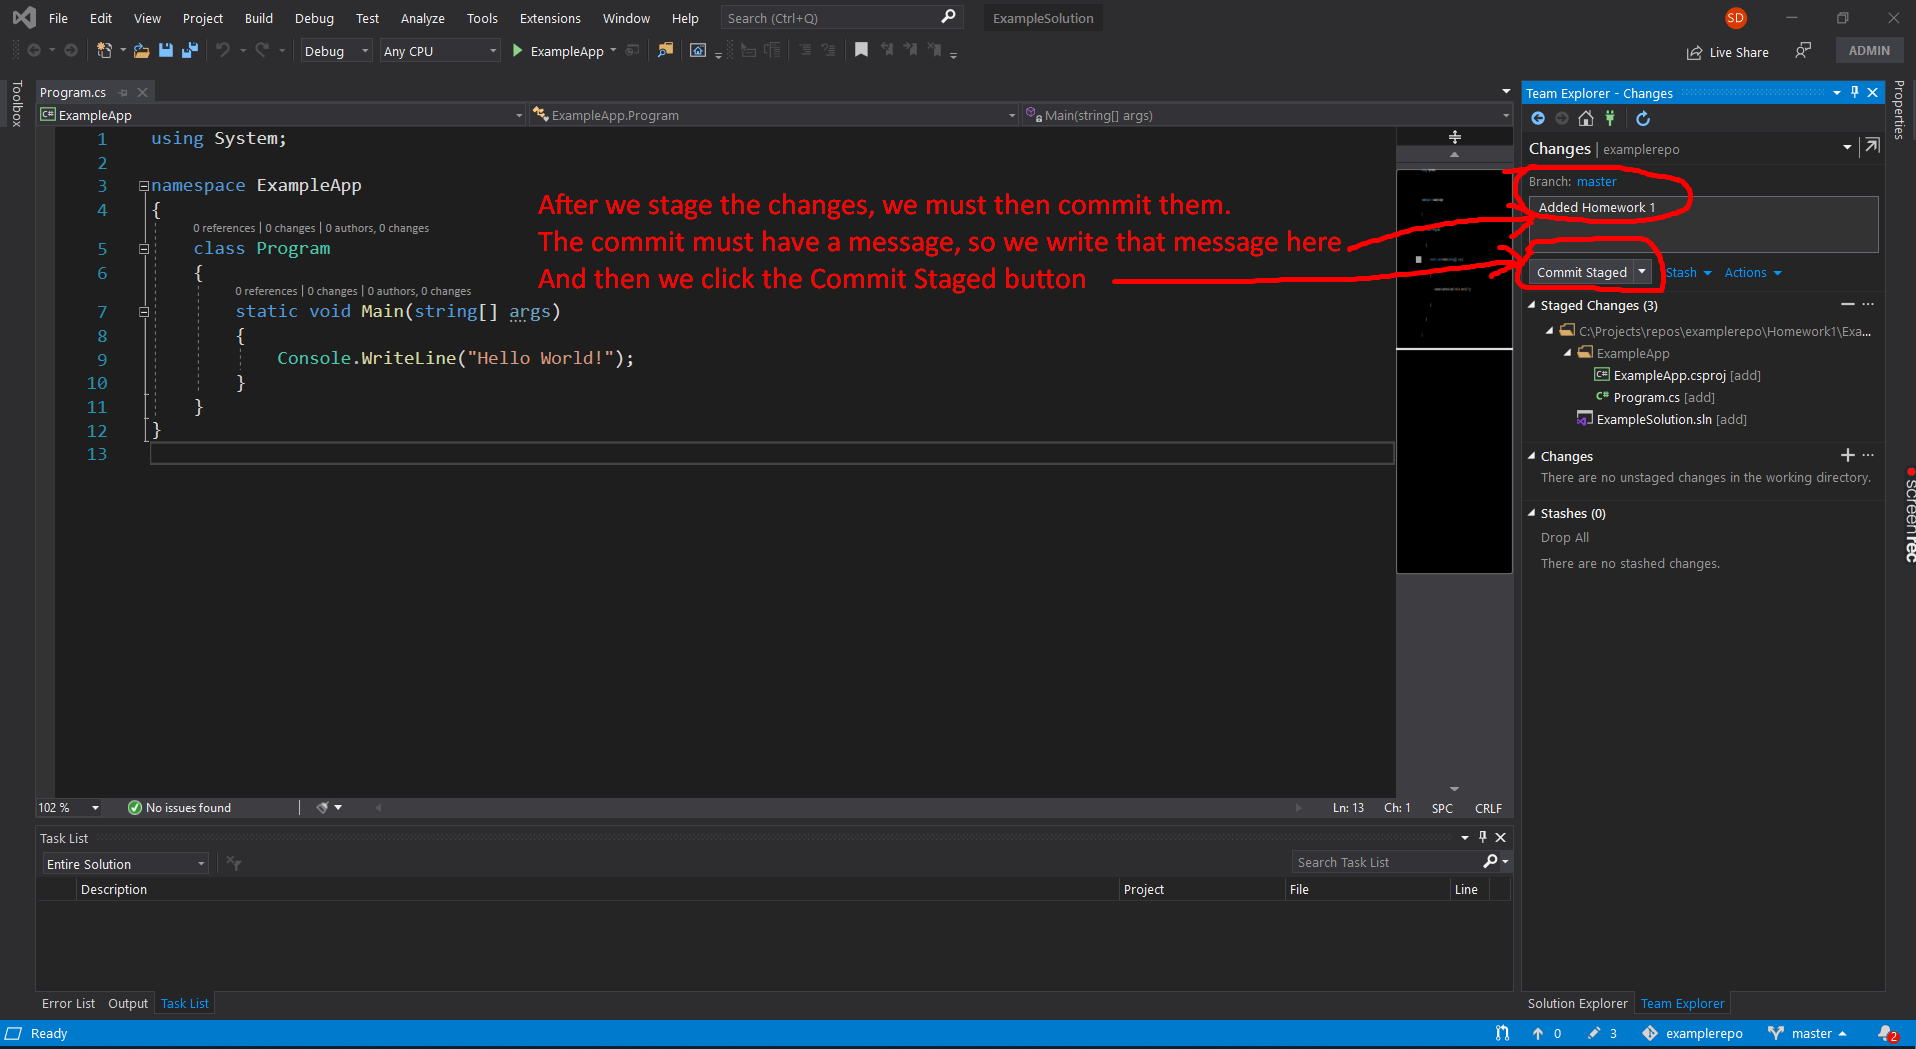 File Edit View Project Build Debug Test Analyze Tools Extensions Window Help Search (Ctrl+Q) ExampleSolution SD
Debug Any CPU ExampleApp Live Share ADMIN
Toolbox
Program.cs
ExampleApp ExampleApp.Program Main(string[] args)
1 using System;
2
3 namespace ExampleApp
4 {
0 references | 0 changes | 0 authors, 0 changes
5 class Program
6 {
0 references | 0 changes | 0 authors, 0 changes
7 static void Main(string[] args)
8 {
9 Console.WriteLine("Hello World!");
10 }
11 }
12 }
13
After we stage the changes, we must then commit them.
The commit must have a message, so we write that message here
And then we click the Commit Staged button
102 % No issues found Ln: 13 Ch: 1 SPC CRLF
Team Explorer - Changes
Changes | examplerepo
Branch: master
Added Homework 1
Commit Staged Stash Actions
Staged Changes (3)
C:\Projects\repos\examplerepo\Homework1\Exa...
ExampleApp
C# ExampleApp.csproj [add]
C# Program.cs [add]
ExampleSolution.sln [add]
Changes
There are no unstaged changes in the working directory.
Stashes (0)
Drop All
There are no stashed changes.
Properties
screenrec
Task List
Entire Solution Search Task List
Description Project File Line
Error List Output Task List
Solution Explorer Team Explorer
Ready 0 3 examplerepo master 2